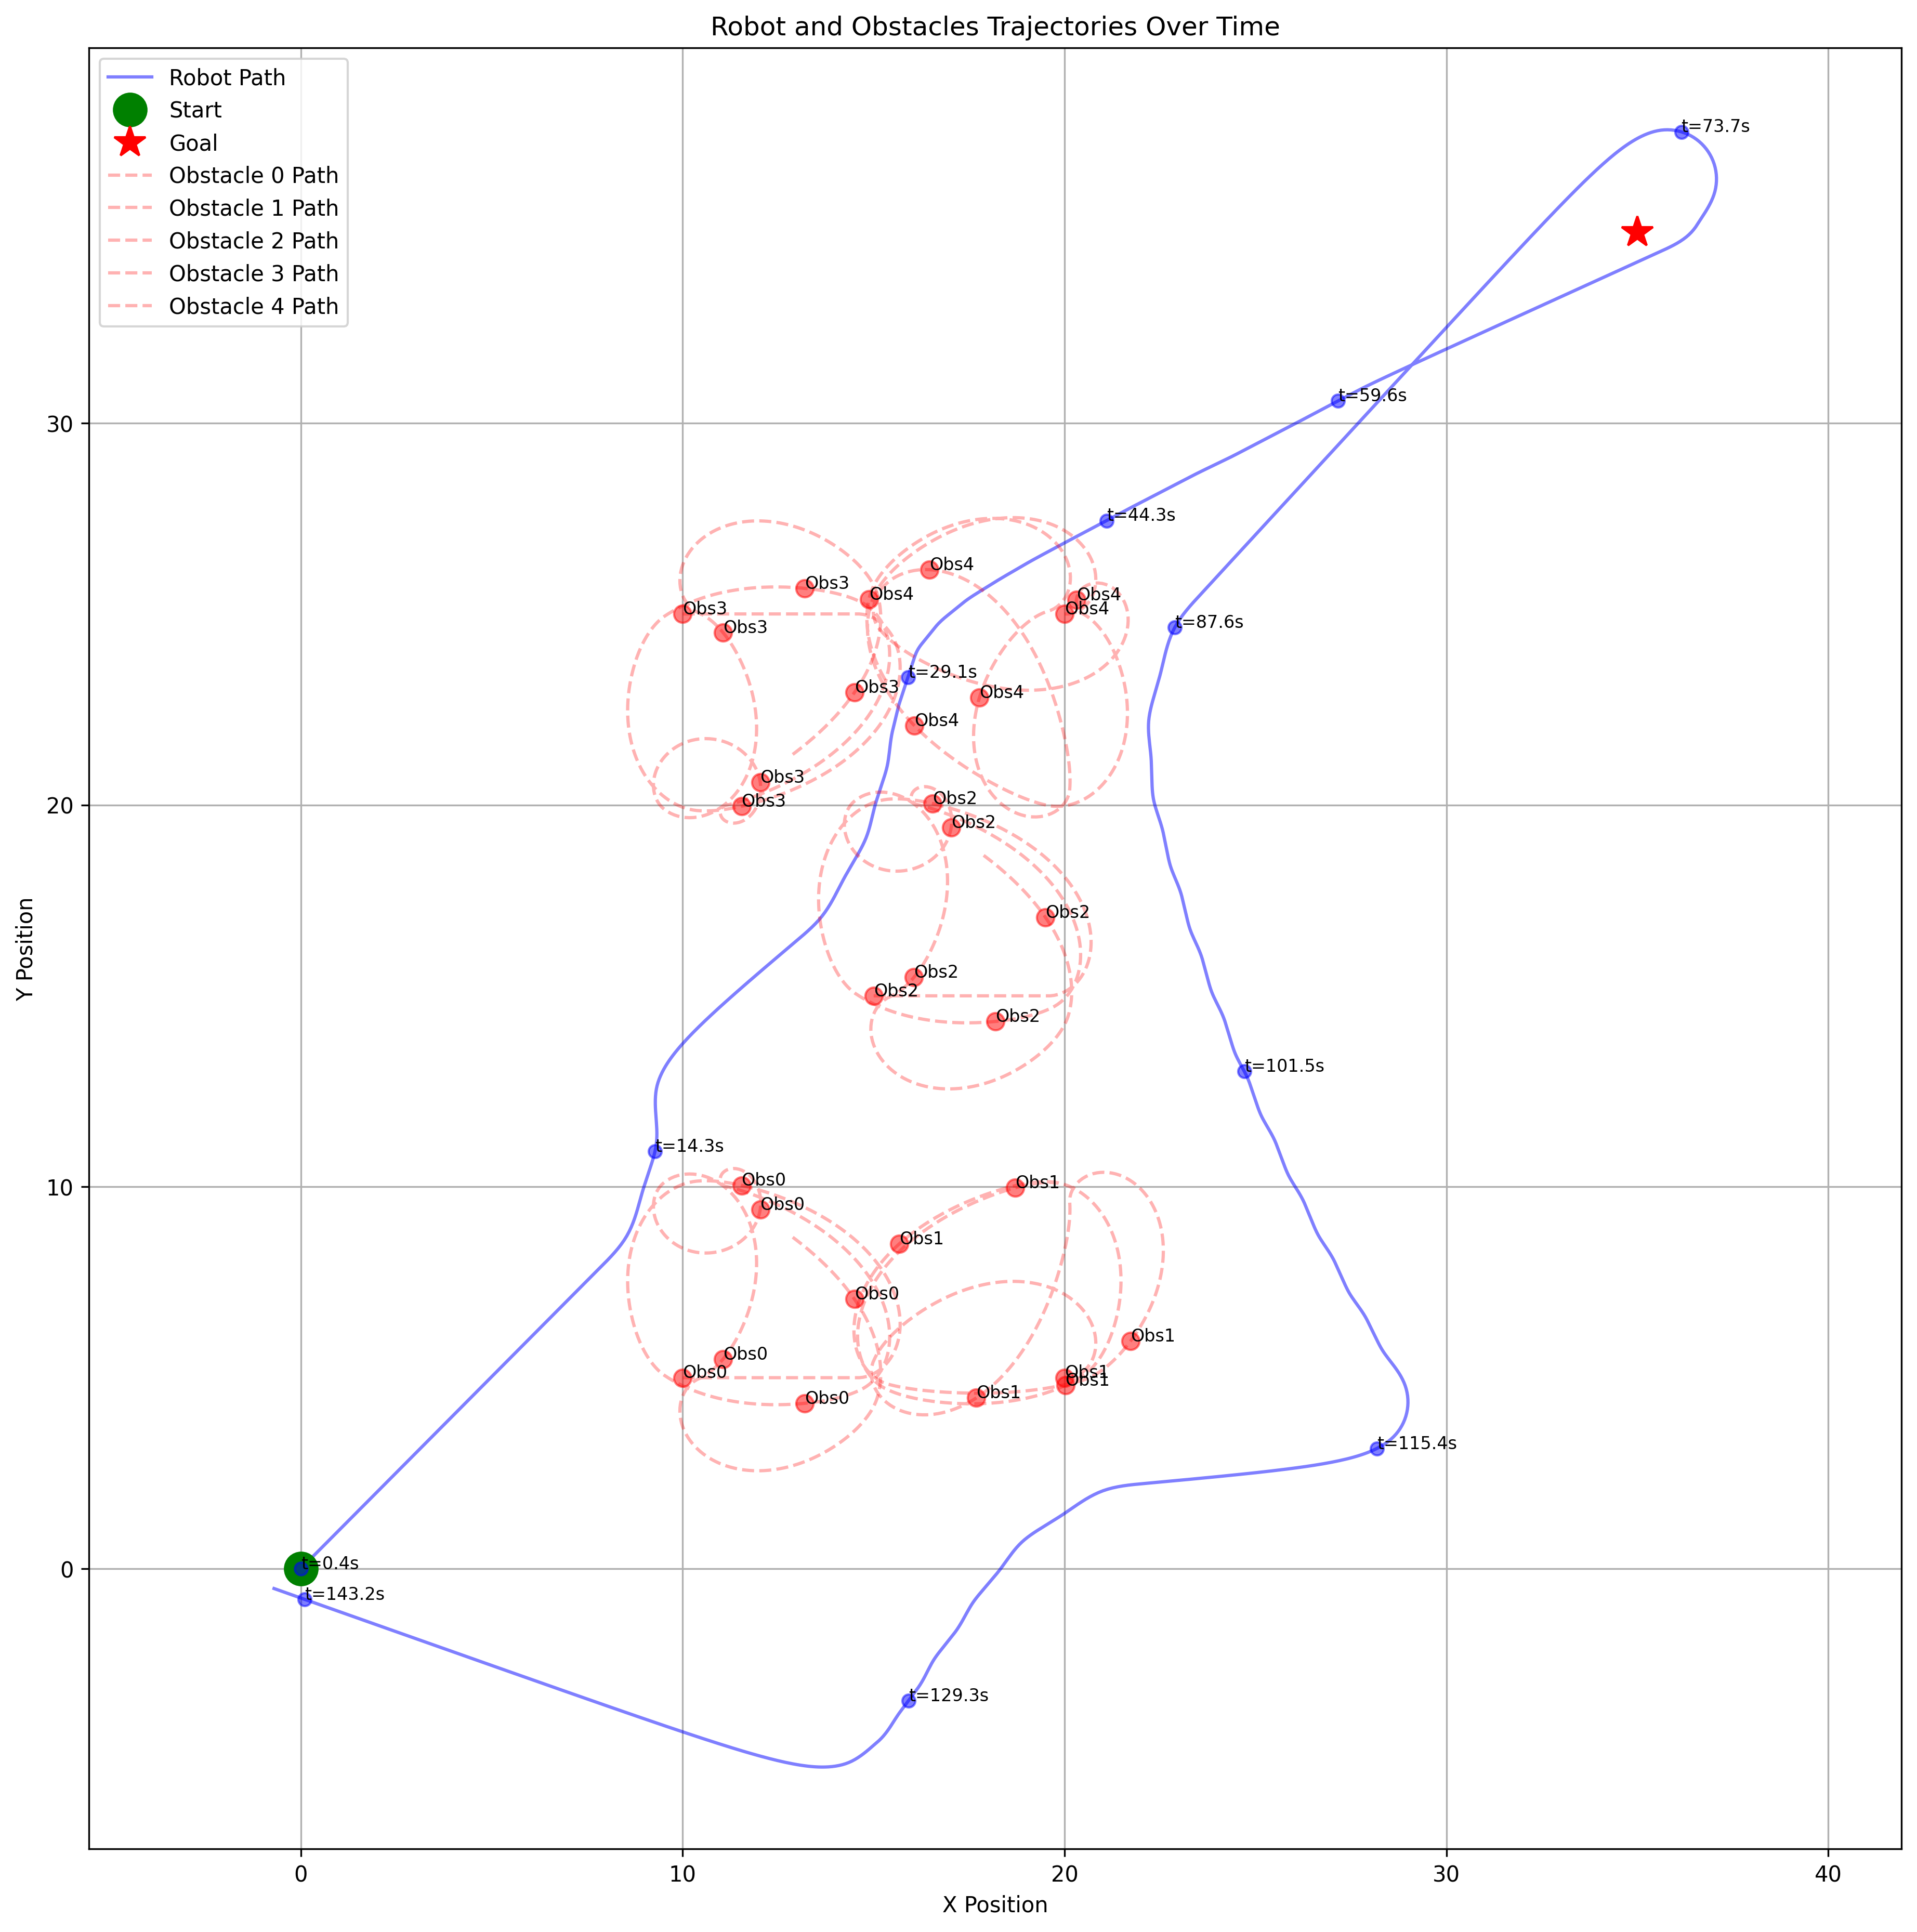 Robot and Obstacles Trajectories Over Time
Robot Path
Start
Goal
Obstacle 0 Path
Obstacle 1 Path
Obstacle 2 Path
Obstacle 3 Path
Obstacle 4 Path
t=73.7s
t=59.6s
30
t=44.3s
Obs4
Obs3
Obs4
Obs4
Obs3
Obs4
Obs3
t=87.6s
t=29.1s
Obs3
Obs4
Obs4
Obs3
20
Obs3
Obs2
Obs2
Obs2
Obs2
Obs2
Obs2
t=101.5s
t=14.3s
10
Obs0
Obs1
Obs0
Obs1
Obs0
Obs1
Obs0
Obs0
Obs1
Obs1
Obs0
Obs1
t=115.4s
0
t=0.4s
t=143.2s
t=129.3s
Y Position
0
10
20
30
40
X Position